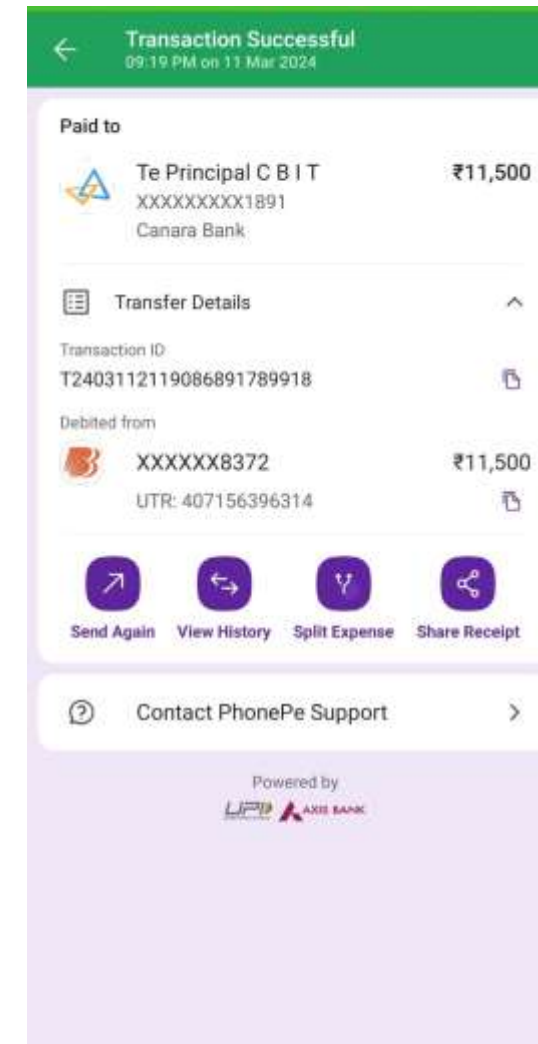 Transaction Successful
09:19 PM on 11 Mar 2024
Paid to
Te Principal C B I T ₹11,500
XXXXXXXXX1891
Canara Bank
Transfer Details
Transaction ID
T2403112119086891789918
Debited from
XXXXXX8372 ₹11,500
UTR: 407156396314
Send Again View History Split Expense Share Receipt
Contact PhonePe Support
Powered by
UPI AXIS BANK